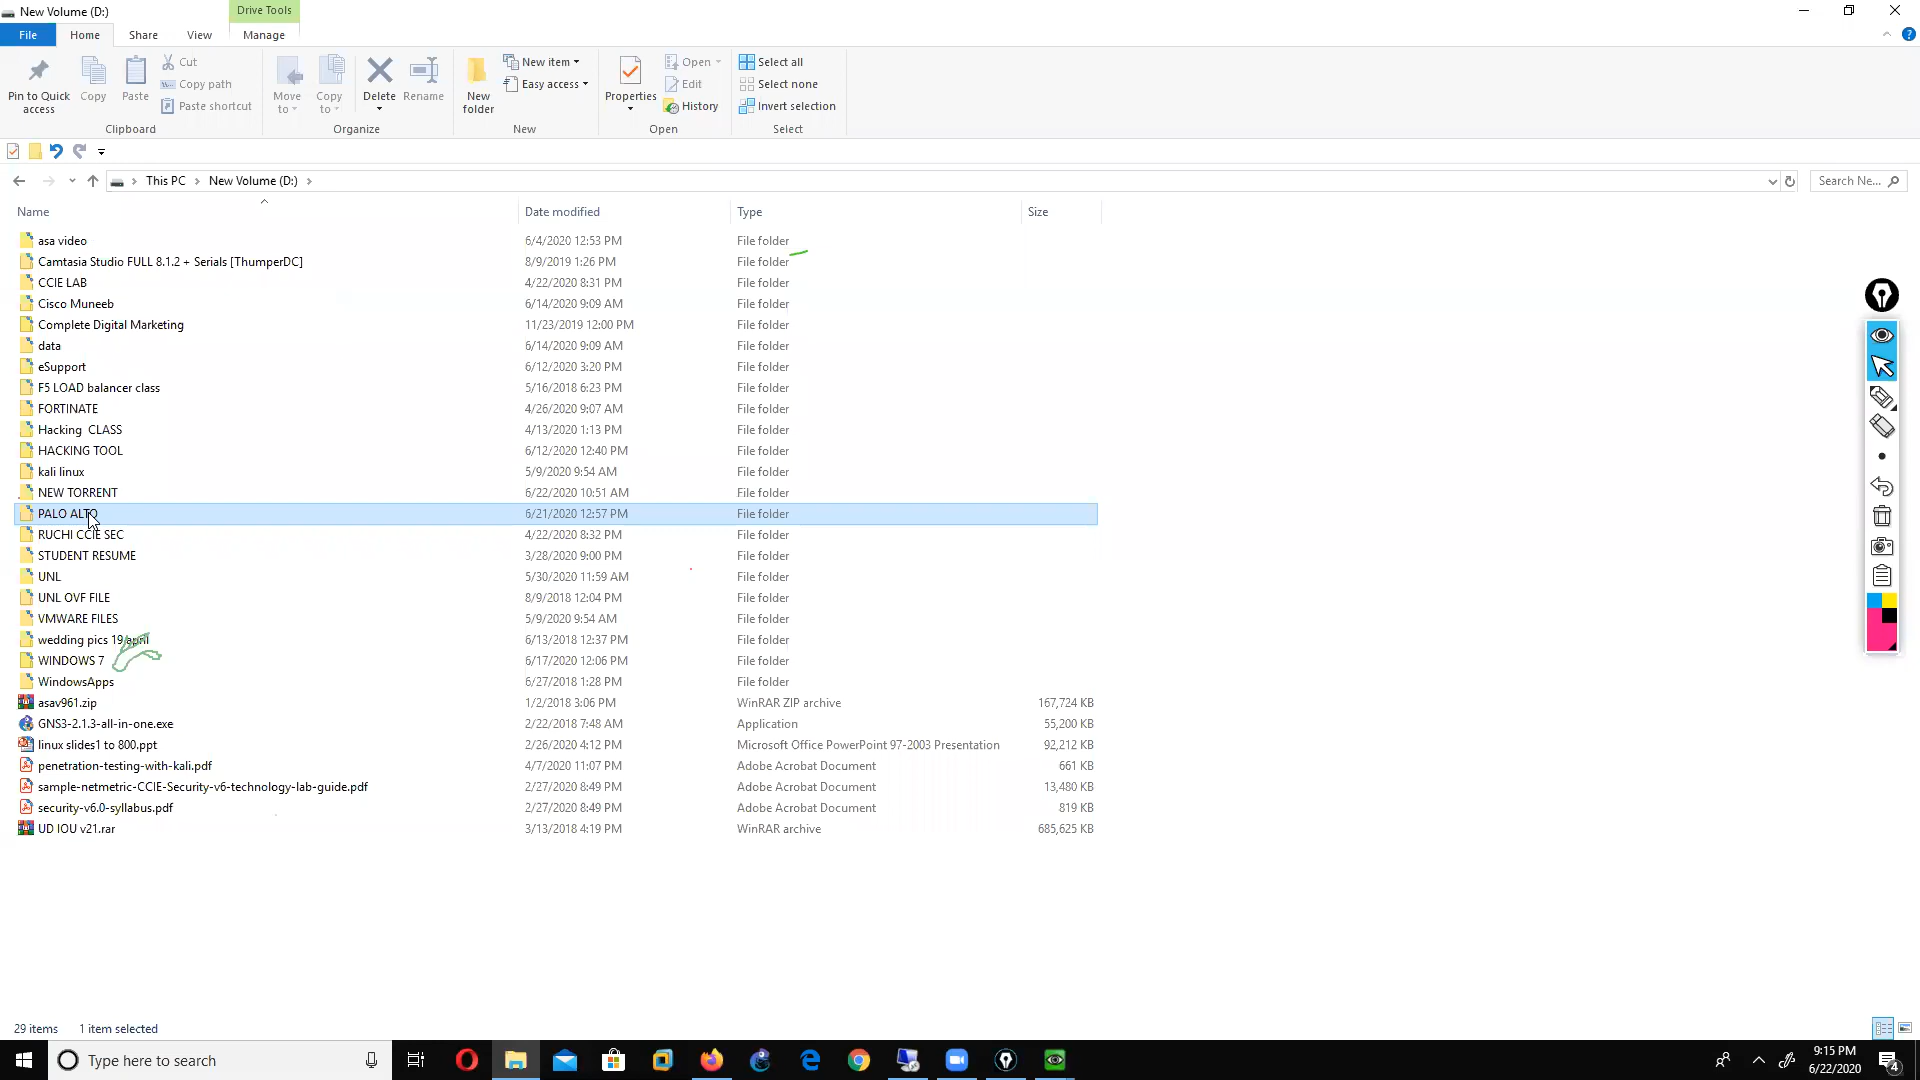 New Volume (D:)
Drive Tools
File Home Share View Manage
Pin to Quick access
Copy
Paste
Cut
Copy path
Paste shortcut
Move to
Copy to
Delete
Rename
New folder
New item
Easy access
Properties
Open
Edit
History
Select all
Select none
Invert selection
Clipboard Organize New Open Select
This PC New Volume (D:)
Search Ne...
Name Date modified Type Size
asa video 6/4/2020 12:53 PM File folder
Camtasia Studio FULL 8.1.2 + Serials [ThumperDC] 8/9/2019 1:26 PM File folder
CCIE LAB 4/22/2020 8:31 PM File folder
Cisco Muneeb 6/14/2020 9:09 AM File folder
Complete Digital Marketing 11/23/2019 12:00 PM File folder
data 6/14/2020 9:09 AM File folder
eSupport 6/12/2020 3:20 PM File folder
F5 LOAD balancer class 5/16/2018 6:23 PM File folder
FORTINATE 4/26/2020 9:07 AM File folder
Hacking  CLASS 4/13/2020 1:13 PM File folder
HACKING TOOL 6/12/2020 12:40 PM File folder
kali linux 5/9/2020 9:54 AM File folder
NEW TORRENT 6/22/2020 10:51 AM File folder
PALO ALTO 6/21/2020 12:57 PM File folder
RUCHI CCIE SEC 4/22/2020 8:32 PM File folder
STUDENT RESUME 3/28/2020 9:00 PM File folder
UNL 5/30/2020 11:59 AM File folder
UNL OVF FILE 8/9/2018 12:04 PM File folder
VMWARE FILES 5/9/2020 9:54 AM File folder
wedding pics 19 6/13/2018 12:37 PM File folder
WINDOWS 7 6/17/2020 12:06 PM File folder
WindowsApps 6/27/2018 1:28 PM File folder
asav961.zip 1/2/2018 3:06 PM WinRAR ZIP archive 167,724 KB
GNS3-2.1.3-all-in-one.exe 2/22/2018 7:48 AM Application 55,200 KB
linux slides1 to 800.ppt 2/26/2020 4:12 PM Microsoft Office PowerPoint 97-2003 Presentation 92,212 KB
penetration-testing-with-kali.pdf 4/7/2020 11:07 PM Adobe Acrobat Document 661 KB
sample-netmetric-CCIE-Security-v6-technology-lab-guide.pdf 2/27/2020 8:49 PM Adobe Acrobat Document 13,480 KB
security-v6.0-syllabus.pdf 2/27/2020 8:49 PM Adobe Acrobat Document 819 KB
UD IOU v21.rar 3/13/2018 4:19 PM WinRAR archive 685,625 KB
29 items 1 item selected
Type here to search
9:15 PM
6/22/2020
4